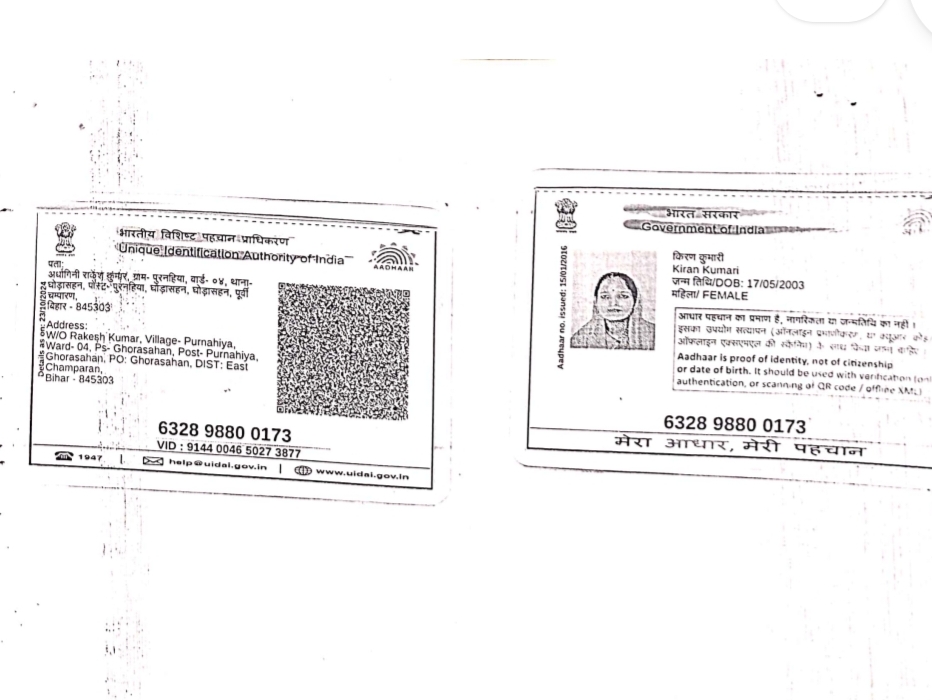 भारतीय विशिष्ट पहचान प्राधिकरण
Unique Identification Authority of India
AADHAAR
Details as on: 23/10/2024
पता:
अर्धांगिनी राकेश कुमार, ग्राम- पुरनहिया, वार्ड- ०४, थाना-
घोड़ासहन, पोस्ट- पुरनहिया, घोड़ासहन, घोड़ासहन, पूर्वी
चम्पारण,
बिहार - 845303
Address:
W/O Rakesh Kumar, Village- Purnahiya,
Ward- 04, Ps- Ghorasahan, Post- Purnahiya,
Ghorasahan, PO: Ghorasahan, DIST: East
Champaran,
Bihar - 845303
6328 9880 0173
VID : 9144 0046 5027 3877
1947 | help@uidai.gov.in | www.uidai.gov.in
भारत सरकार
Government of India
Aadhaar no. issued: 15/01/2016
किरण कुमारी
Kiran Kumari
जन्म तिथि/DOB: 17/05/2003
महिला/ FEMALE
आधार पहचान का प्रमाण है, नागरिकता या जन्मतिथि का नहीं ।
इसका उपयोग सत्यापन (ऑनलाइन प्रमाणीकरण, या क्यूआर कोड
ऑफ़लाइन एक्सएमएल की स्कैनिंग) के साथ किया जाना चाहिए ।
Aadhaar is proof of identity, not of citizenship
or date of birth. It should be used with verification
authentication, or scanning of QR code / offline XML)
6328 9880 0173
मेरा आधार, मेरी पहचान